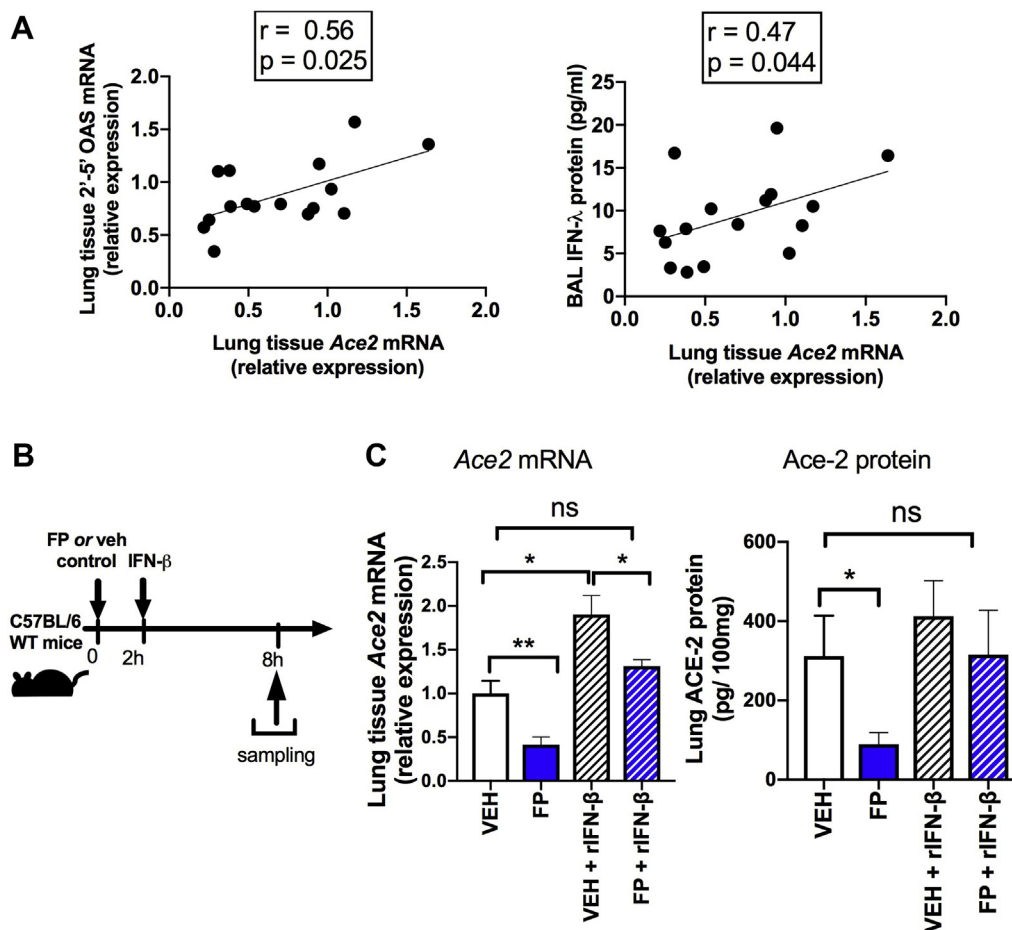 A
r = 0.56
p = 0.025
Lung tissue 2'-5' OAS mRNA
(relative expression)
2.0
1.5
1.0
0.5
0.0
0.0 0.5 1.0 1.5 2.0
Lung tissue Ace2 mRNA
(relative expression)
r = 0.47
p = 0.044
BAL IFN-λ protein (pg/ml)
25
20
15
10
5
0
0.0 0.5 1.0 1.5 2.0
Lung tissue Ace2 mRNA
(relative expression)
B
FP or veh
control
IFN-β
C57BL/6
WT mice
0
2h
8h
sampling
C
Ace2 mRNA
Lung tissue Ace2 mRNA
(relative expression)
2.5
2.0
1.5
1.0
0.5
0.0
ns
*
*
**
VEH
FP
VEH + rIFN-β
FP + rIFN-β
Ace-2 protein
Lung ACE-2 protein
(pg/ 100mg)
600
400
200
0
ns
*
VEH
FP
VEH + rIFN-β
FP + rIFN-β